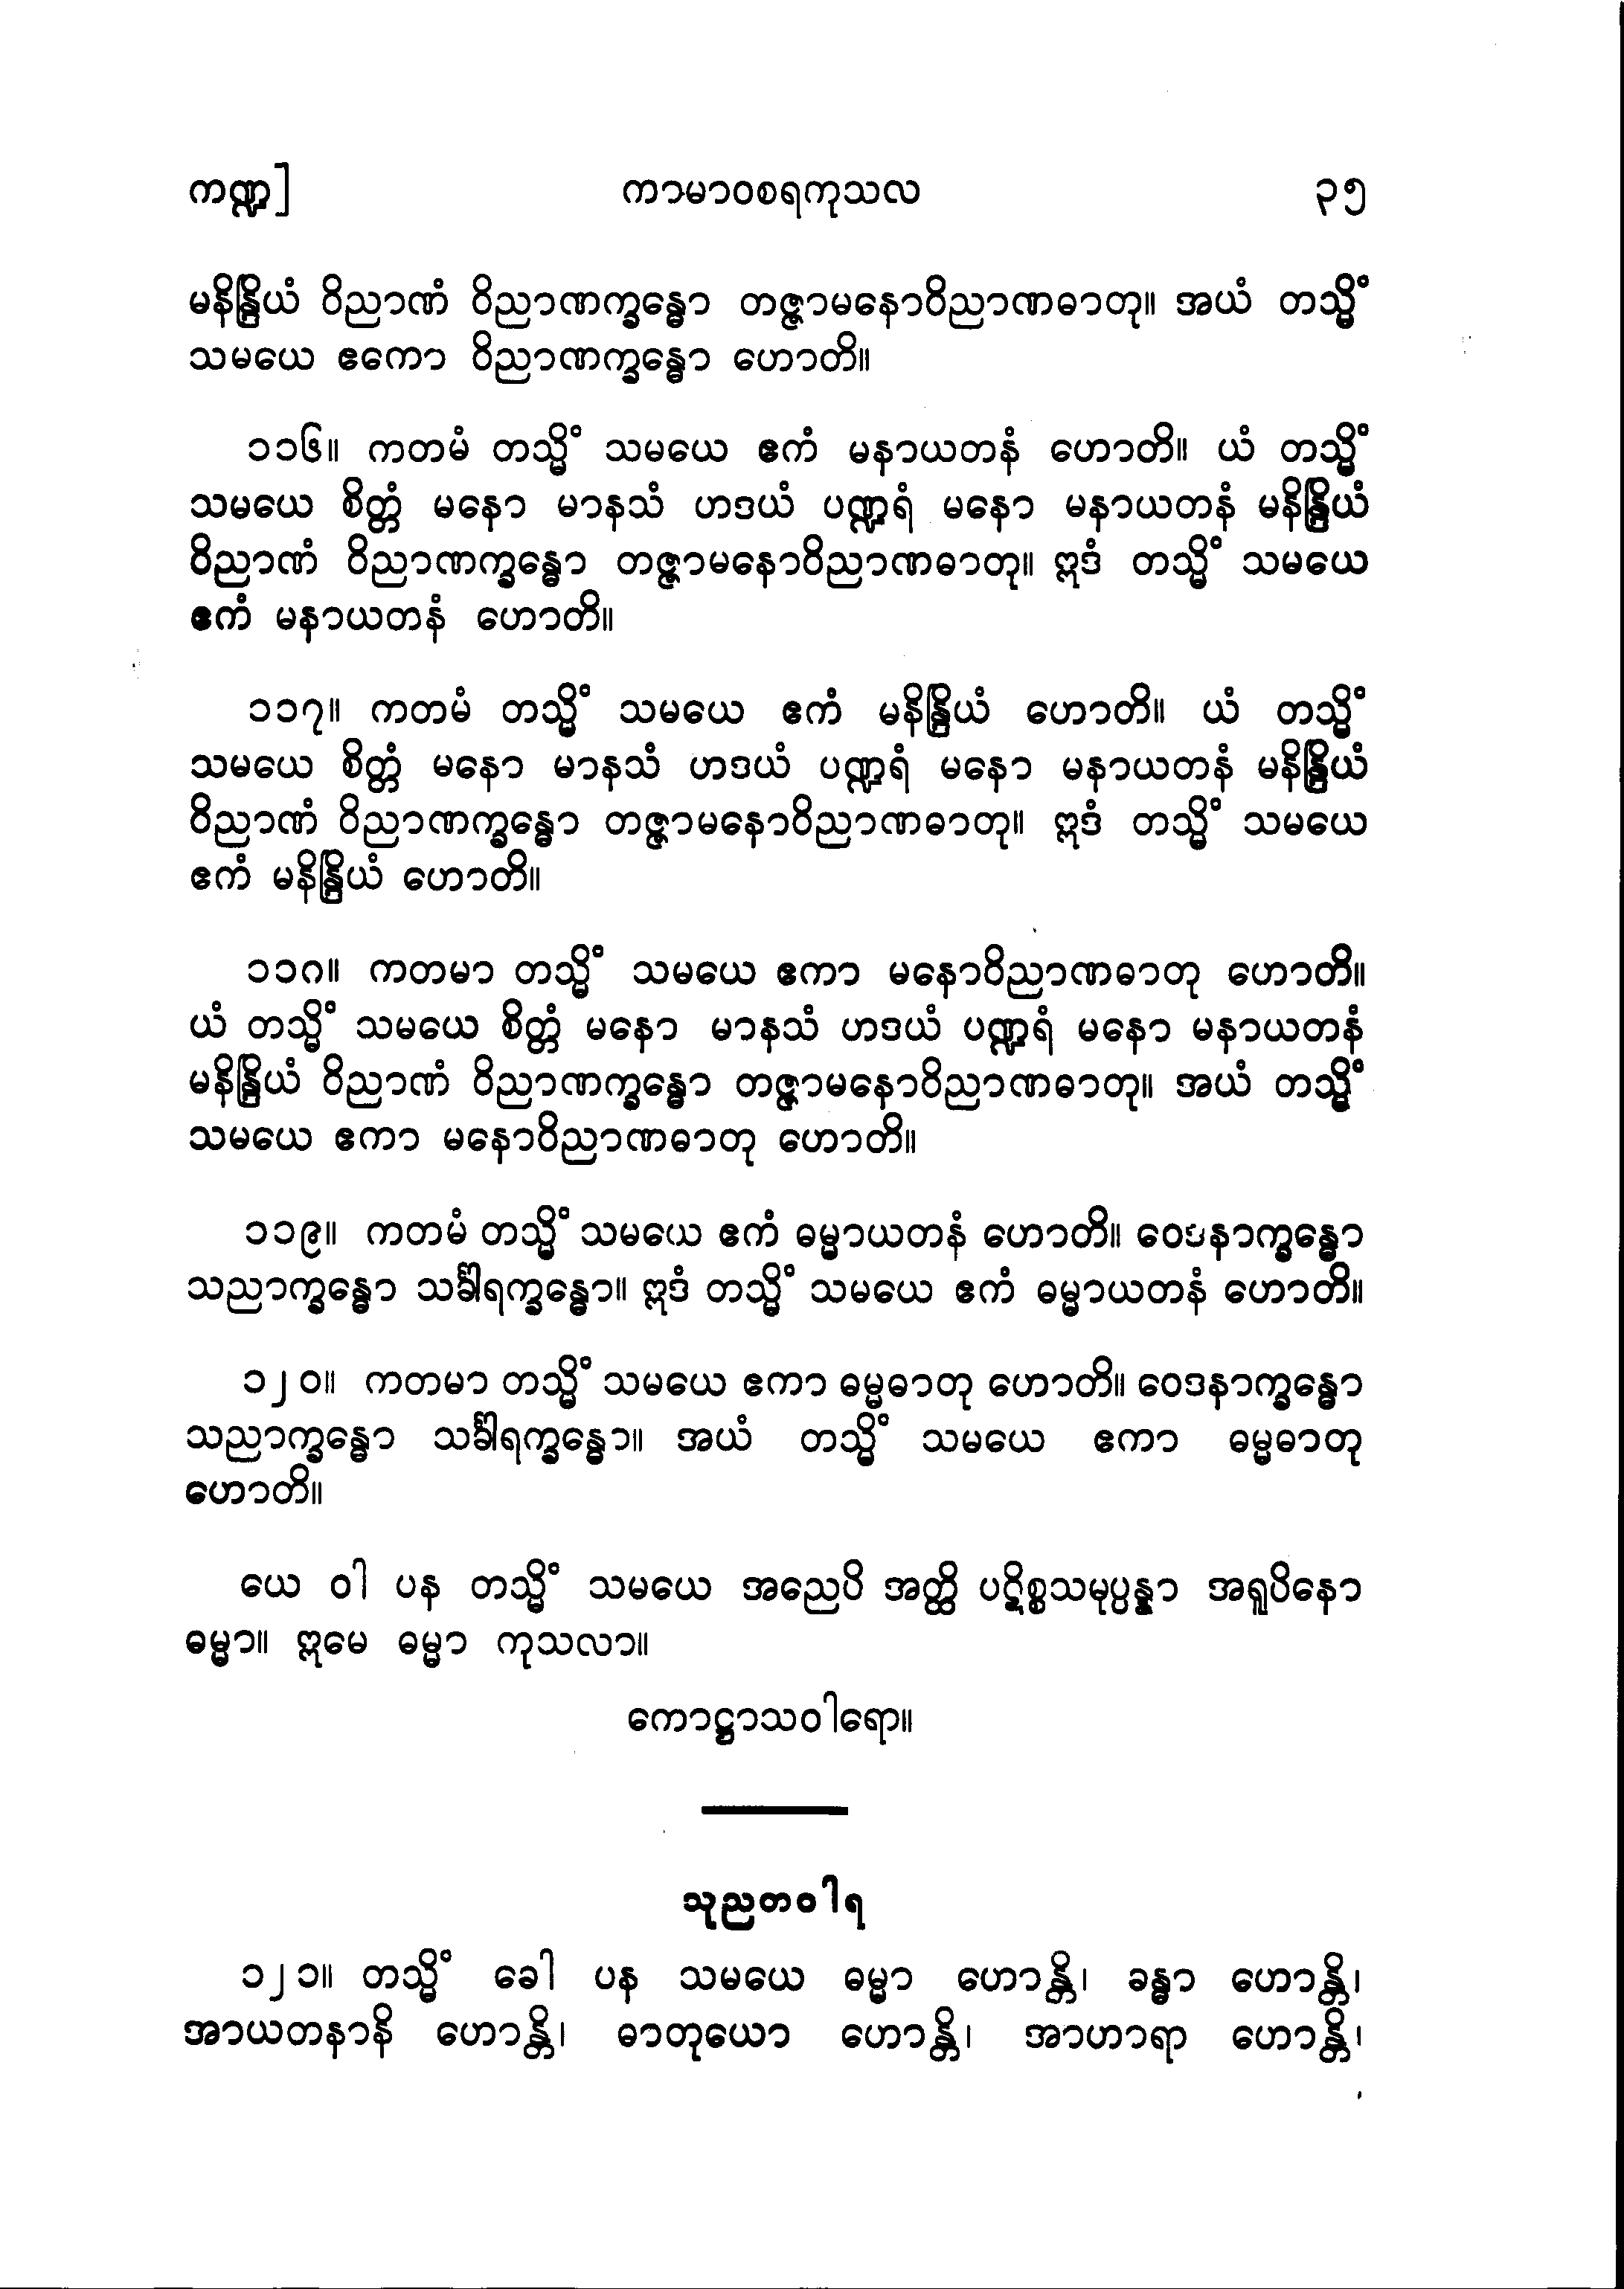 ကဏ္ဍ] ကာမာဝစရကုသလ ၃၅
မနိန္ဒြိယံ ဝိညာဏံ ဝိညာဏက္ခန္ဓော တဇ္ဇာမနောဝိညာဏဓာတု။ အယံ တသ္မိံ
သမယေ ဧကော ဝိညာဏက္ခန္ဓော ဟောတိ။
၁၁၆။ ကတမံ တသ္မိံ သမယေ ဧကံ မနာယတနံ ဟောတိ။ ယံ တသ္မိံ
သမယေ စိတ္တံ မနော မာနသံ ဟဒယံ ပဏ္ဍရံ မနော မနာယတနံ မနိန္ဒြိယံ
ဝိညာဏံ ဝိညာဏက္ခန္ဓော တဇ္ဇာမနောဝိညာဏဓာတု။ ဣဒံ တသ္မိံ သမယေ
ဧကံ မနာယတနံ ဟောတိ။
၁၁၇။ ကတမံ တသ္မိံ သမယေ ဧကံ မနိန္ဒြိယံ ဟောတိ။ ယံ တသ္မိံ
သမယေ စိတ္တံ မနော မာနသံ ဟဒယံ ပဏ္ဍရံ မနော မနာယတနံ မနိန္ဒြိယံ
ဝိညာဏံ ဝိညာဏက္ခန္ဓော တဇ္ဇာမနောဝိညာဏဓာတု။ ဣဒံ တသ္မိံ သမယေ
ဧကံ မနိန္ဒြိယံ ဟောတိ။
၁၁၈။ ကတမာ တသ္မိံ သမယေ ဧကာ မနောဝိညာဏဓာတု ဟောတိ။
ယံ တသ္မိံ သမယေ စိတ္တံ မနော မာနသံ ဟဒယံ ပဏ္ဍရံ မနော မနာယတနံ
မနိန္ဒြိယံ ဝိညာဏံ ဝိညာဏက္ခန္ဓော တဇ္ဇာမနောဝိညာဏဓာတု။ အယံ တသ္မိံ
သမယေ ဧကာ မနောဝိညာဏဓာတု ဟောတိ။
၁၁၉။ ကတမံ တသ္မိံ သမယေ ဧကံ ဓမ္မာယတနံ ဟောတိ။ ဝေဒနာက္ခန္ဓော
သညာက္ခန္ဓော သင်္ခါရက္ခန္ဓော။ ဣဒံ တသ္မိံ သမယေ ဧကံ ဓမ္မာယတနံ ဟောတိ။
၁၂၀။ ကတမာ တသ္မိံ သမယေ ဧကာ ဓမ္မဓာတု ဟောတိ။ ဝေဒနာက္ခန္ဓော
သညာက္ခန္ဓော သင်္ခါရက္ခန္ဓော။ အယံ တသ္မိံ သမယေ ဧကာ ဓမ္မဓာတု
ဟောတိ။
ယေ ဝါ ပန တသ္မိံ သမယေ အညေပိ အတ္ထိ ပဋိစ္စသမုပ္ပန္နာ အရူပိနော
ဓမ္မာ။ ဣမေ ဓမ္မာ ကုသလာ။
ကောဋ္ဌာသဝါရော။
သုညတဝါရ
၁၂၁။ တသ္မိံ ခေါ ပန သမယေ ဓမ္မာ ဟောန္တိ၊ ခန္ဓာ ဟောန္တိ၊
အာယတနာနိ ဟောန္တိ၊ ဓာတုယော ဟောန္တိ၊ အာဟာရာ ဟောန္တိ၊